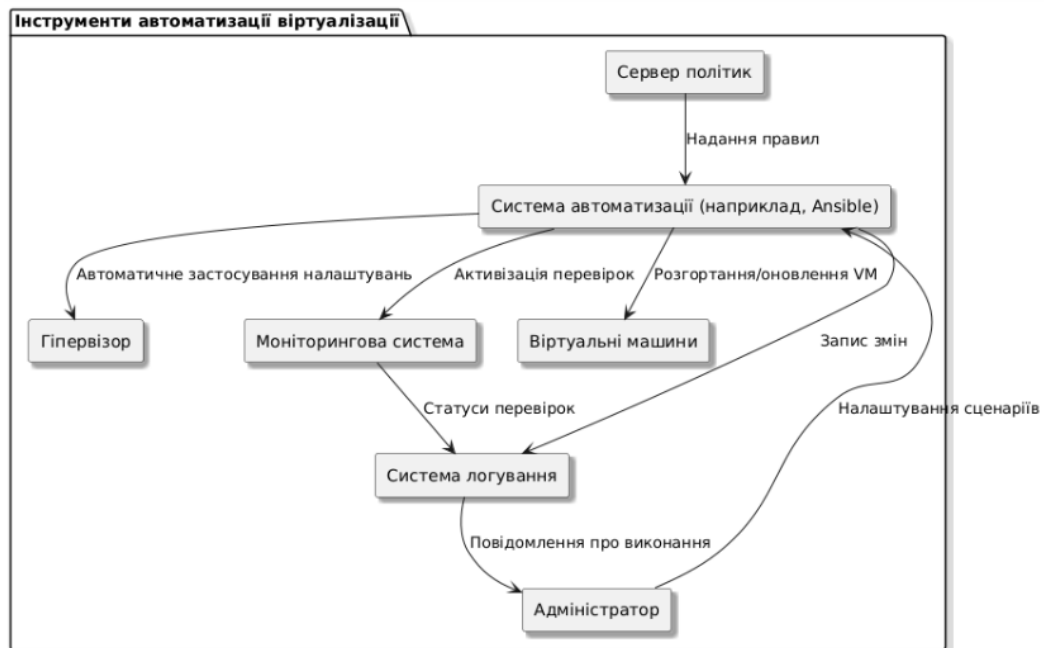 Інструменти автоматизації віртуалізації
Сервер політик
Надання правил
Система автоматизації (наприклад, Ansible)
Автоматичне застосування налаштувань
Активізація перевірок
Розгортання/оновлення VM
Гіпервізор
Моніторингова система
Віртуальні машини
Запис змін
Статуси перевірок
Налаштування сценаріїв
Система логування
Повідомлення про виконання
Адміністратор